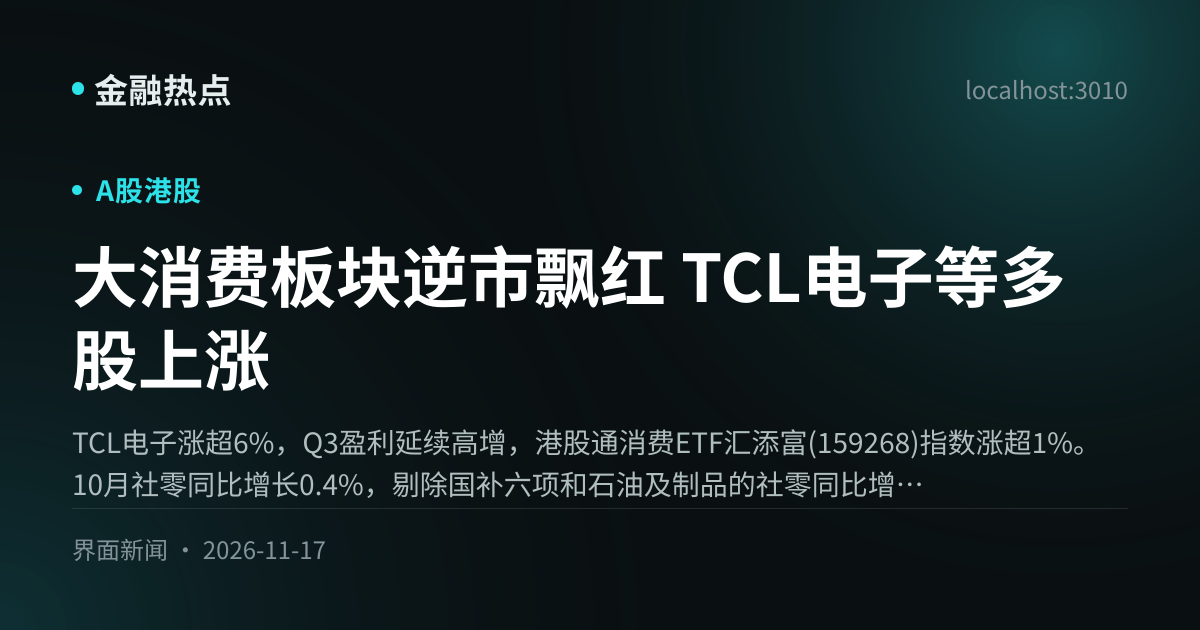 金融热点
localhost:3010
A股港股
大消费板块逆市飘红 TCL电子等多
股上涨
TCL电子涨超6%，Q3盈利延续高增，港股通消费ETF汇添富(159268)指数涨超1%。
10月社零同比增长0.4%，剔除国补六项和石油及制品的社零同比增…
界面新闻 · 2026-11-17